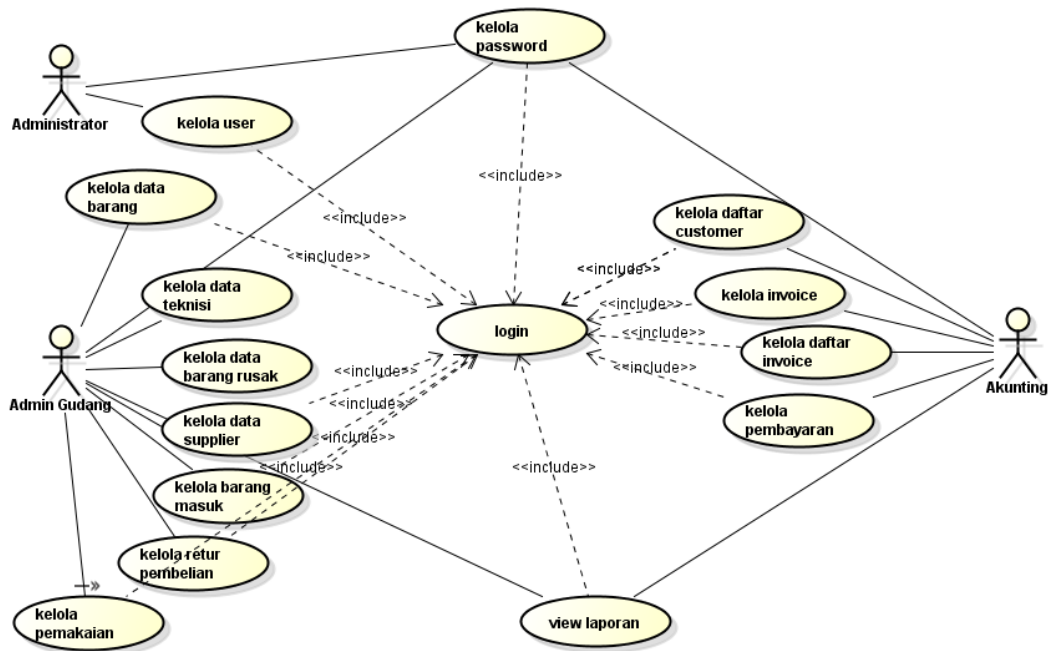 kelola
password
Administrator
kelola user
<<include>>
kelola data
barang
<<include>>
<<include>>
kelola daftar
customer
<<include>>
kelola data
teknisi
kelola invoice
<<include>>
login
<<include>>
kelola daftar
invoice
kelola data
barang rusak
<<include>>
<<include>>
Admin Gudang
Akunting
kelola data
supplier
<<include>>
kelola
pembayaran
<<include>>
<<include>>
kelola barang
masuk
kelola retur
pembelian
kelola
pemakaian
view laporan